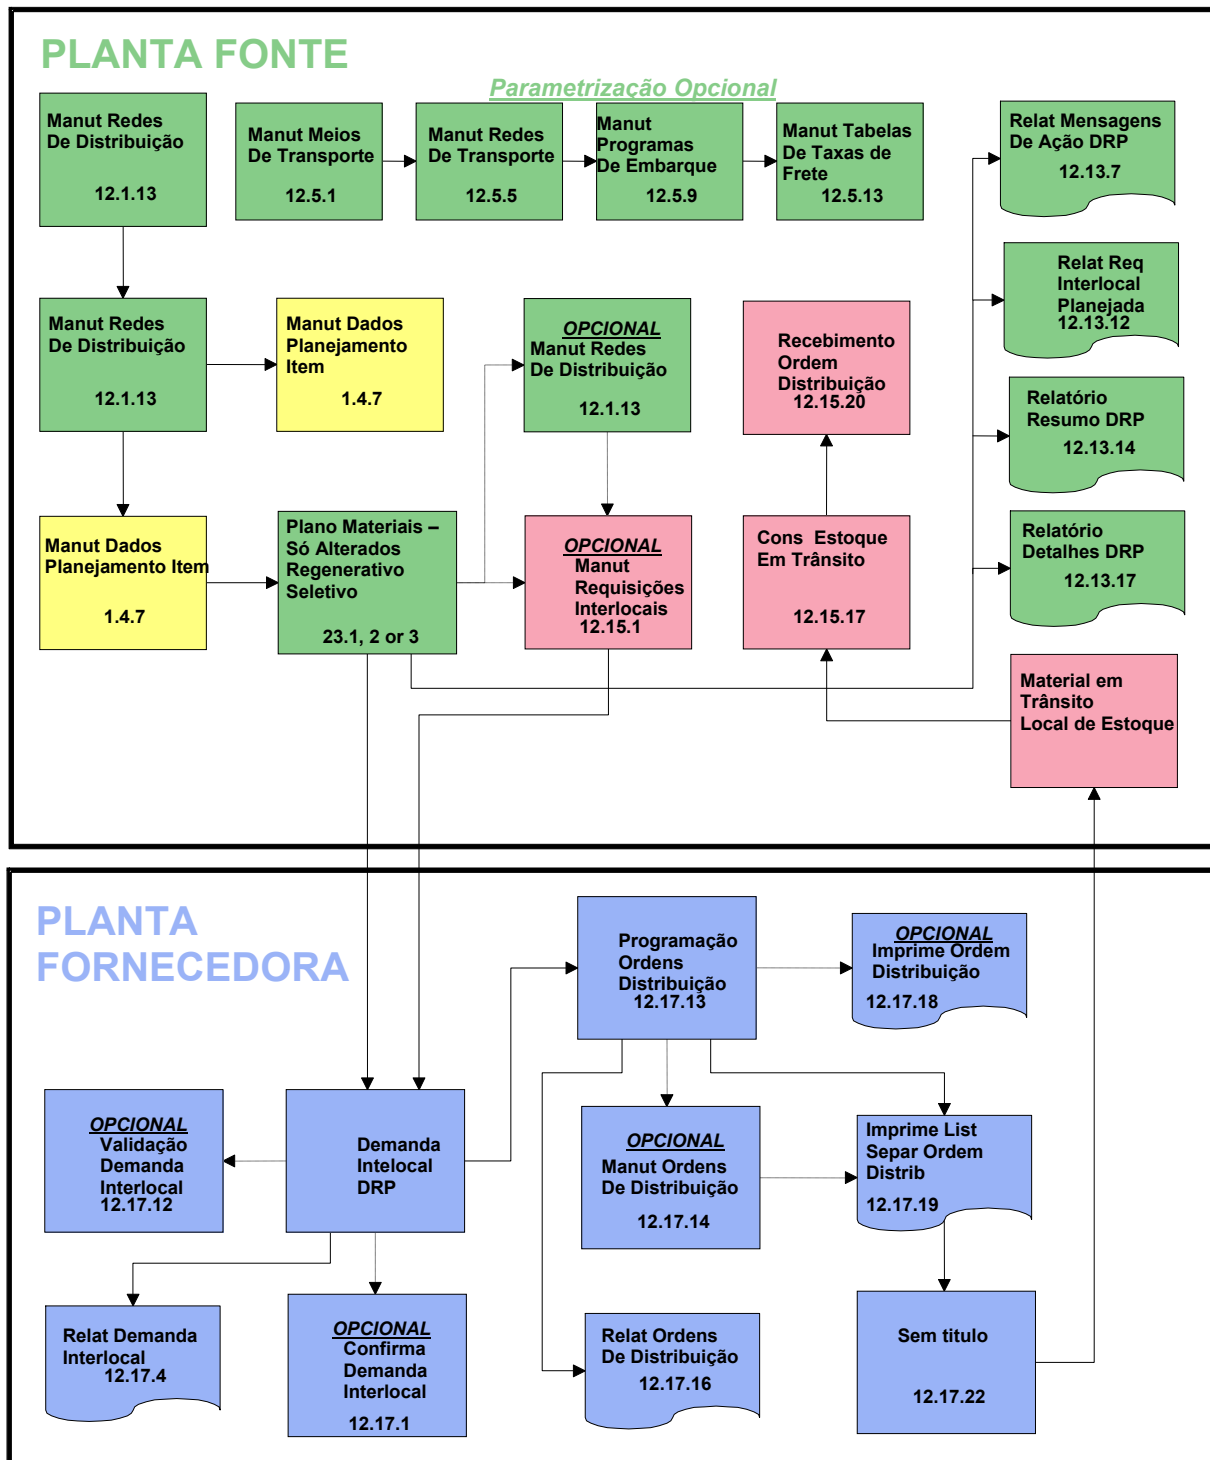 PLANTA FONTE
Parametrização Opcional
Manut Redes
De Distribuição
12.1.13
Manut Meios
De Transporte
12.5.1
Manut Redes
De Transporte
12.5.5
Manut
Programas
De Embarque
12.5.9
Manut Tabelas
De Taxas de
Frete
12.5.13
Relat Mensagens
De Ação DRP
12.13.7
Relat Req
Interlocal
Planejada
12.13.12
Manut Redes
De Distribuição
12.1.13
Manut Dados
Planejamento
Item
1.4.7
OPCIONAL
Manut Redes
De Distribuição
12.1.13
Recebimento
Ordem
Distribuição
12.15.20
Relatório
Resumo DRP
12.13.14
Manut Dados
Planejamento Item
1.4.7
Plano Materiais –
Só Alterados
Regenerativo
Seletivo
23.1, 2 or 3
OPCIONAL
Manut
Requisições
Interlocais
12.15.1
Cons Estoque
Em Trânsito
12.15.17
Relatório
Detalhes DRP
12.13.17
Material em
Trânsito
Local de Estoque
PLANTA
FORNECEDORA
Programação
Ordens
Distribuição
12.17.13
OPCIONAL
Imprime Ordem
Distribuição
12.17.18
OPCIONAL
Validação
Demanda
Interlocal
12.17.12
Demanda
Intelocal
DRP
OPCIONAL
Manut Ordens
De Distribuição
12.17.14
Imprime List
Separ Ordem
Distrib
12.17.19
Relat Demanda
Interlocal
12.17.4
OPCIONAL
Confirma
Demanda
Interlocal
12.17.1
Relat Ordens
De Distribuição
12.17.16
Sem titulo
12.17.22